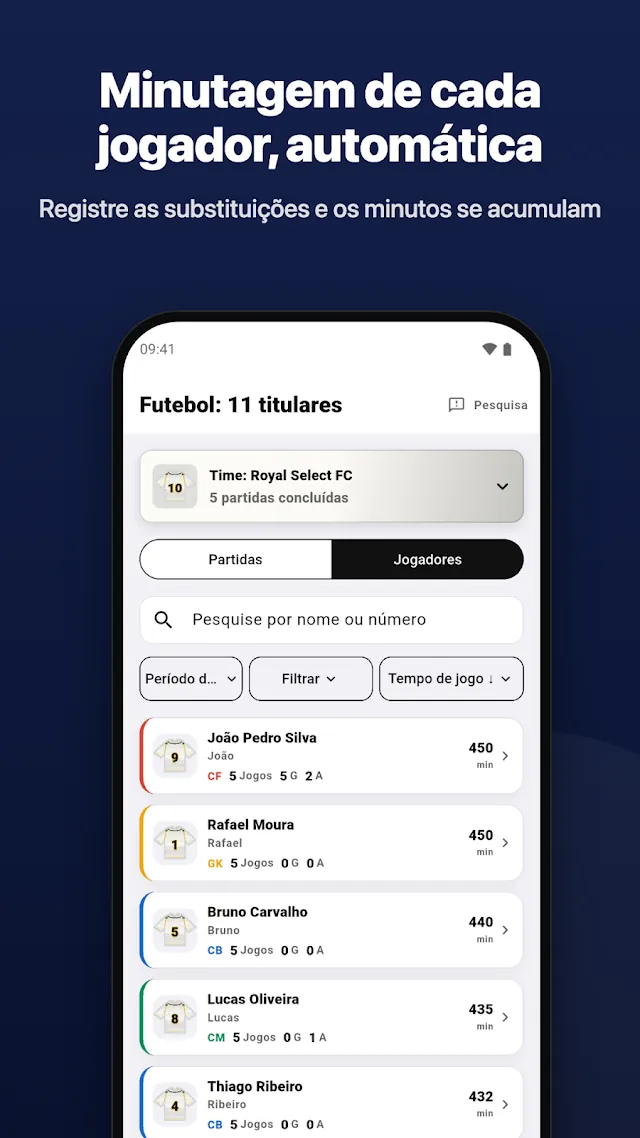 Minutagem de cada
jogador, automática
Registre as substituições e os minutos se acumulam
09:41
Futebol: 11 titulares
Pesquisa
10
Time: Royal Select FC
5 partidas concluídas
Partidas
Jogadores
Pesquise por nome ou número
Período d...
Filtrar
Tempo de jogo ↓
9
João Pedro Silva
João
CF 5 Jogos 5 G 2 A
450
min
1
Rafael Moura
Rafael
GK 5 Jogos 0 G 0 A
450
min
5
Bruno Carvalho
Bruno
CB 5 Jogos 0 G 0 A
440
min
8
Lucas Oliveira
Lucas
CM 5 Jogos 0 G 1 A
435
min
4
Thiago Ribeiro
Ribeiro
CB 5 Jogos 0 G 0 A
432
min